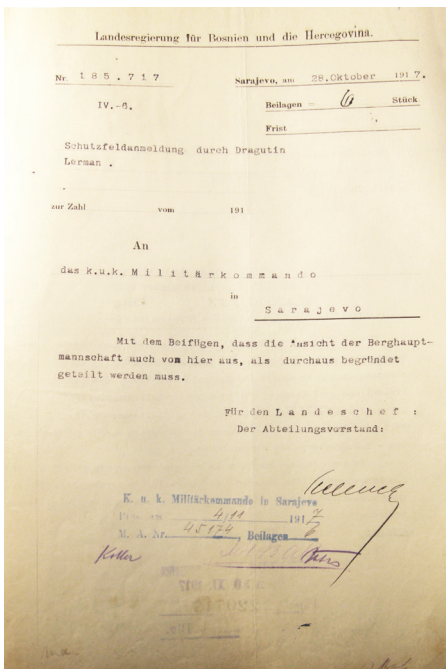 Landesregierung für Bosnien und die Hercegovina.
Nr. 185.717
Sarajevo, am 28.Oktober 1917.
IV.-6.
Beilagen = 6 Stück
Frist
Schutzfeldanmeldung durch Dragutin
Lerman .
zur Zahl vom 191
An
das k.u.k. Militärkommando
in
Sarajevo
Mit dem Beifügen, dass die Ansicht der Berghaupt-
mannschaft auch von hier aus, als durchaus begründet
geteilt werden muss.
Für den Landeschef :
Der Abteilungsvorstand:
K. u. k. Militärkommando in Sarajevo
4/11 1917
M. A. Nr. 45174, Beilagen 6
Koller